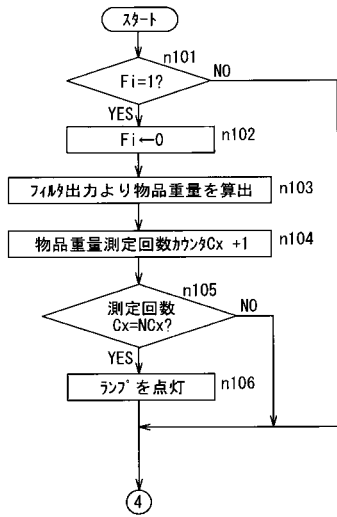 スタート
n101
Fi=1?
NO
YES
n102
Fi←0
フィルタ出力より物品重量を算出
n103
物品重量測定回数カウンタCx +1
n104
n105
測定回数
Cx=NCx?
NO
YES
n106
ランプを点灯
4